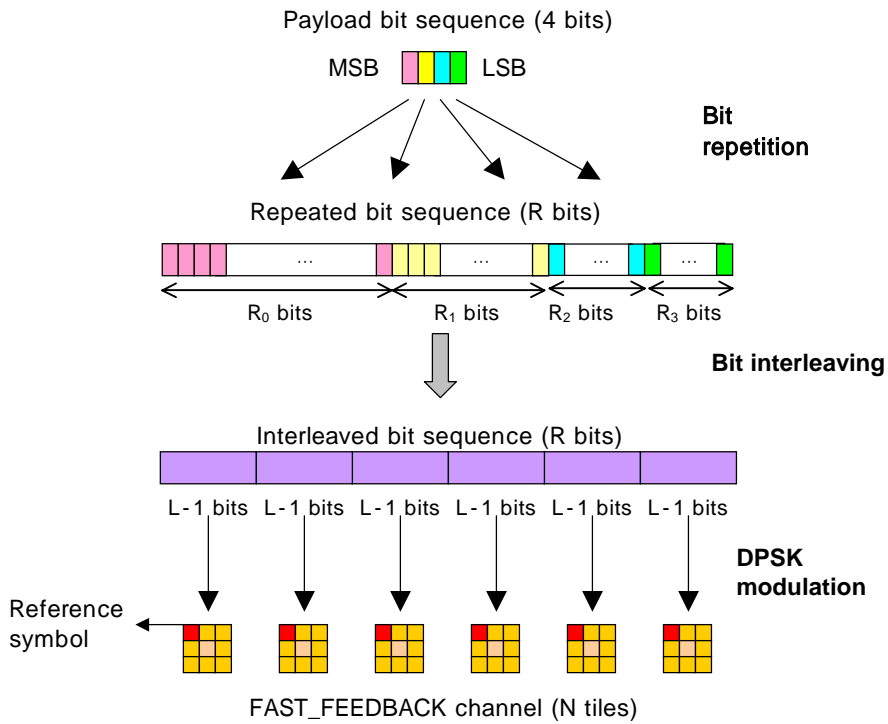 Payload bit sequence (4 bits)
MSB
LSB
Bit
repetition
Repeated bit sequence (R bits)
... ... ... ...
R₀ bits R₁ bits R₂ bits R₃ bits
Bit interleaving
Interleaved bit sequence (R bits)
L-1 bits L-1 bits L-1 bits L-1 bits L-1 bits L-1 bits
DPSK
modulation
Reference
symbol
FAST_FEEDBACK channel (N tiles)